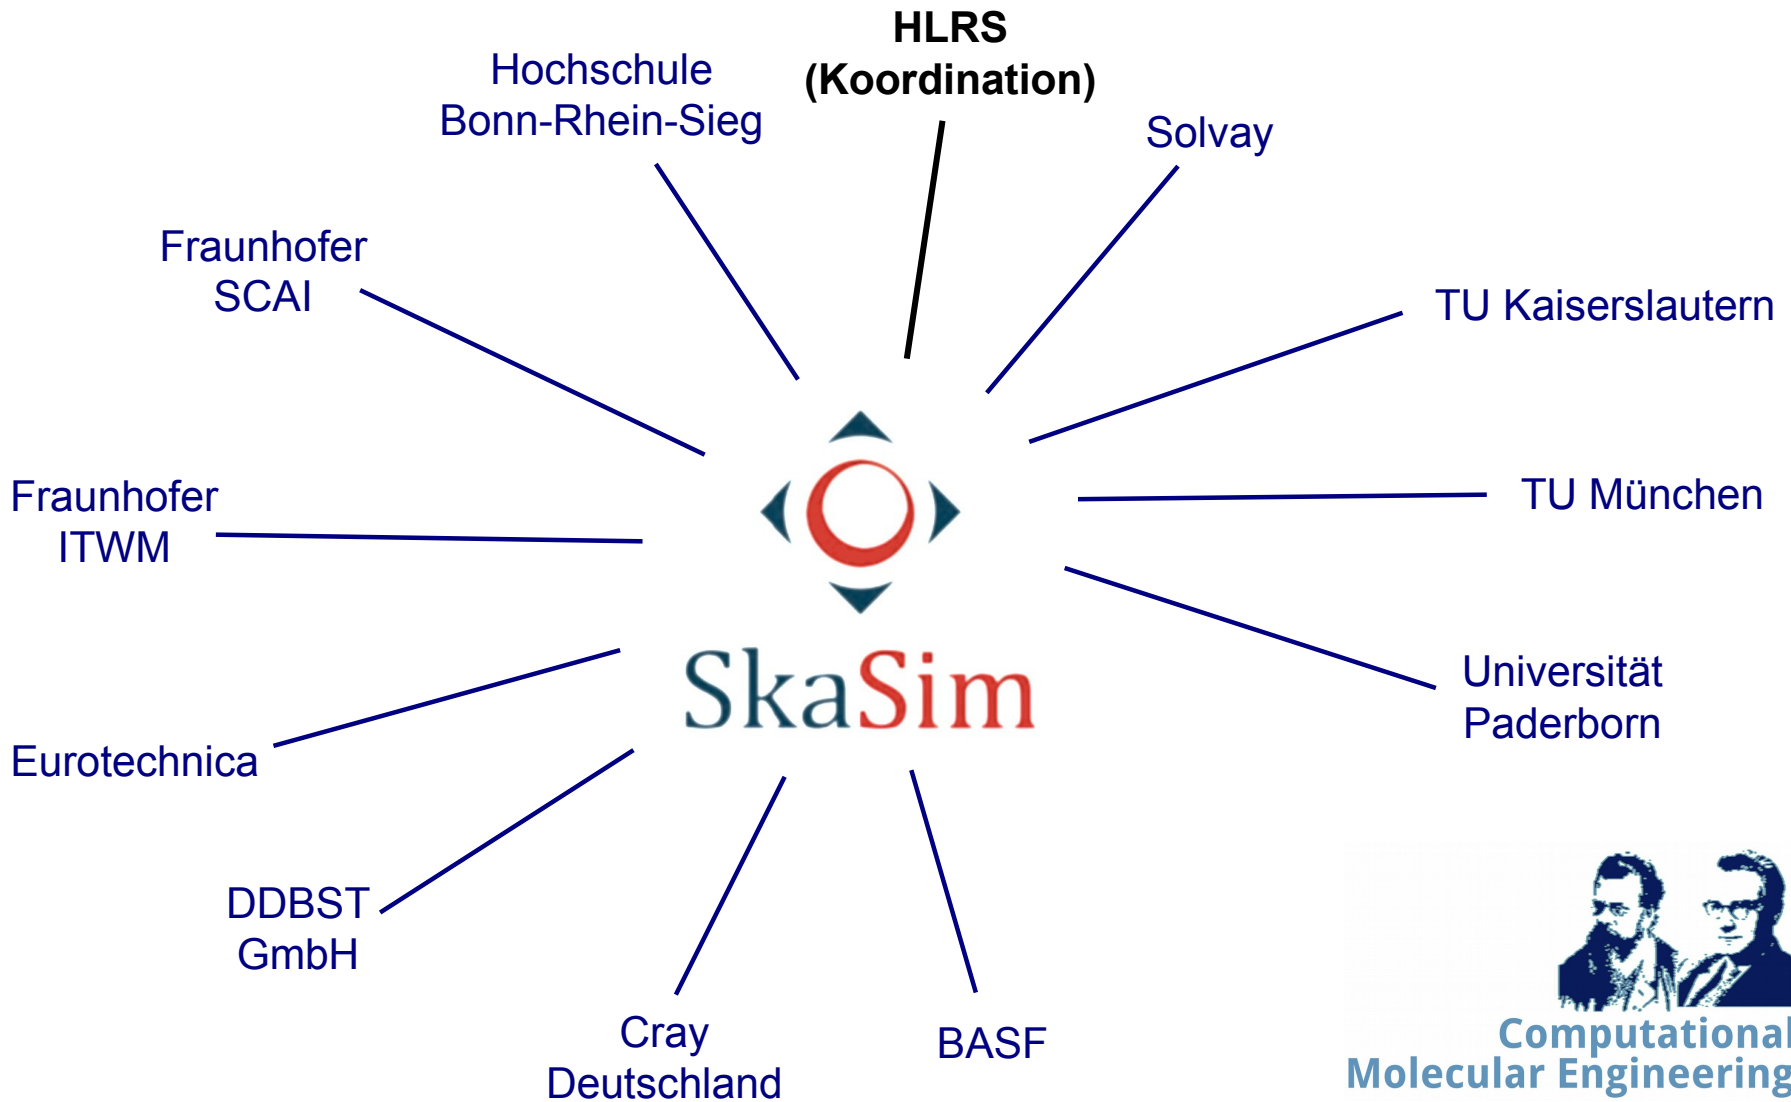 HLRS
(Koordination)
Hochschule
Bonn-Rhein-Sieg
Solvay
Fraunhofer
SCAI
TU Kaiserslautern
Fraunhofer
ITWM
TU München
SkaSim
Universität
Paderborn
Eurotechnica
DDBST
GmbH
Cray
Deutschland
BASF
Computational
Molecular Engineering